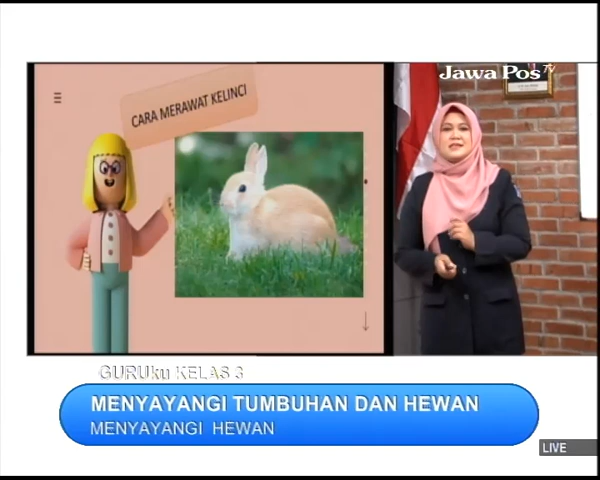 Jawa Pos TV
CARA MERAWAT KELINCI
GURUku KELAS 3
MENYAYANGI TUMBUHAN DAN HEWAN
MENYAYANGI HEWAN
LIVE